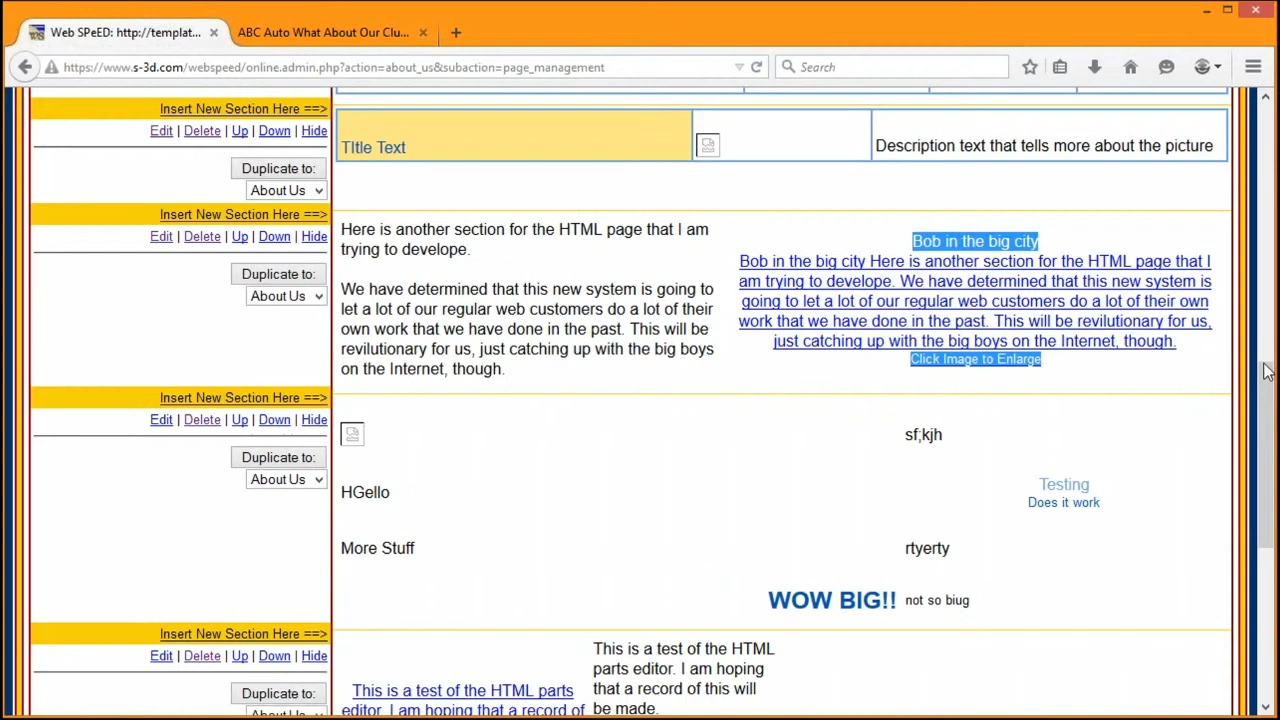 Web SPeED: http://templat... ABC Auto What About Our Clu...
https://www.s-3d.com/webspeed/online.admin.php?action=about_us&subaction=page_management Search
Insert New Section Here ==>
Edit | Delete | Up | Down | Hide
TItle Text Description text that tells more about the picture
Duplicate to:
About Us
Insert New Section Here ==>
Edit | Delete | Up | Down | Hide
Duplicate to:
About Us
Here is another section for the HTML page that I am
trying to develope.
We have determined that this new system is going to
let a lot of our regular web customers do a lot of their
own work that we have done in the past. This will be
revilutionary for us, just catching up with the big boys
on the Internet, though.
Bob in the big city
Bob in the big city Here is another section for the HTML page that I
am trying to develope. We have determined that this new system is
going to let a lot of our regular web customers do a lot of their own
work that we have done in the past. This will be revilutionary for us,
just catching up with the big boys on the Internet, though.
Click Image to Enlarge
Insert New Section Here ==>
Edit | Delete | Up | Down | Hide
Duplicate to:
About Us
sf;kjh
HGello
Testing
Does it work
More Stuff rtyerty
WOW BIG!! not so biug
Insert New Section Here ==>
Edit | Delete | Up | Down | Hide
Duplicate to:
About Us
This is a test of the HTML parts
editor. I am hoping that a record of
This is a test of the HTML
parts editor. I am hoping
that a record of this will
be made.